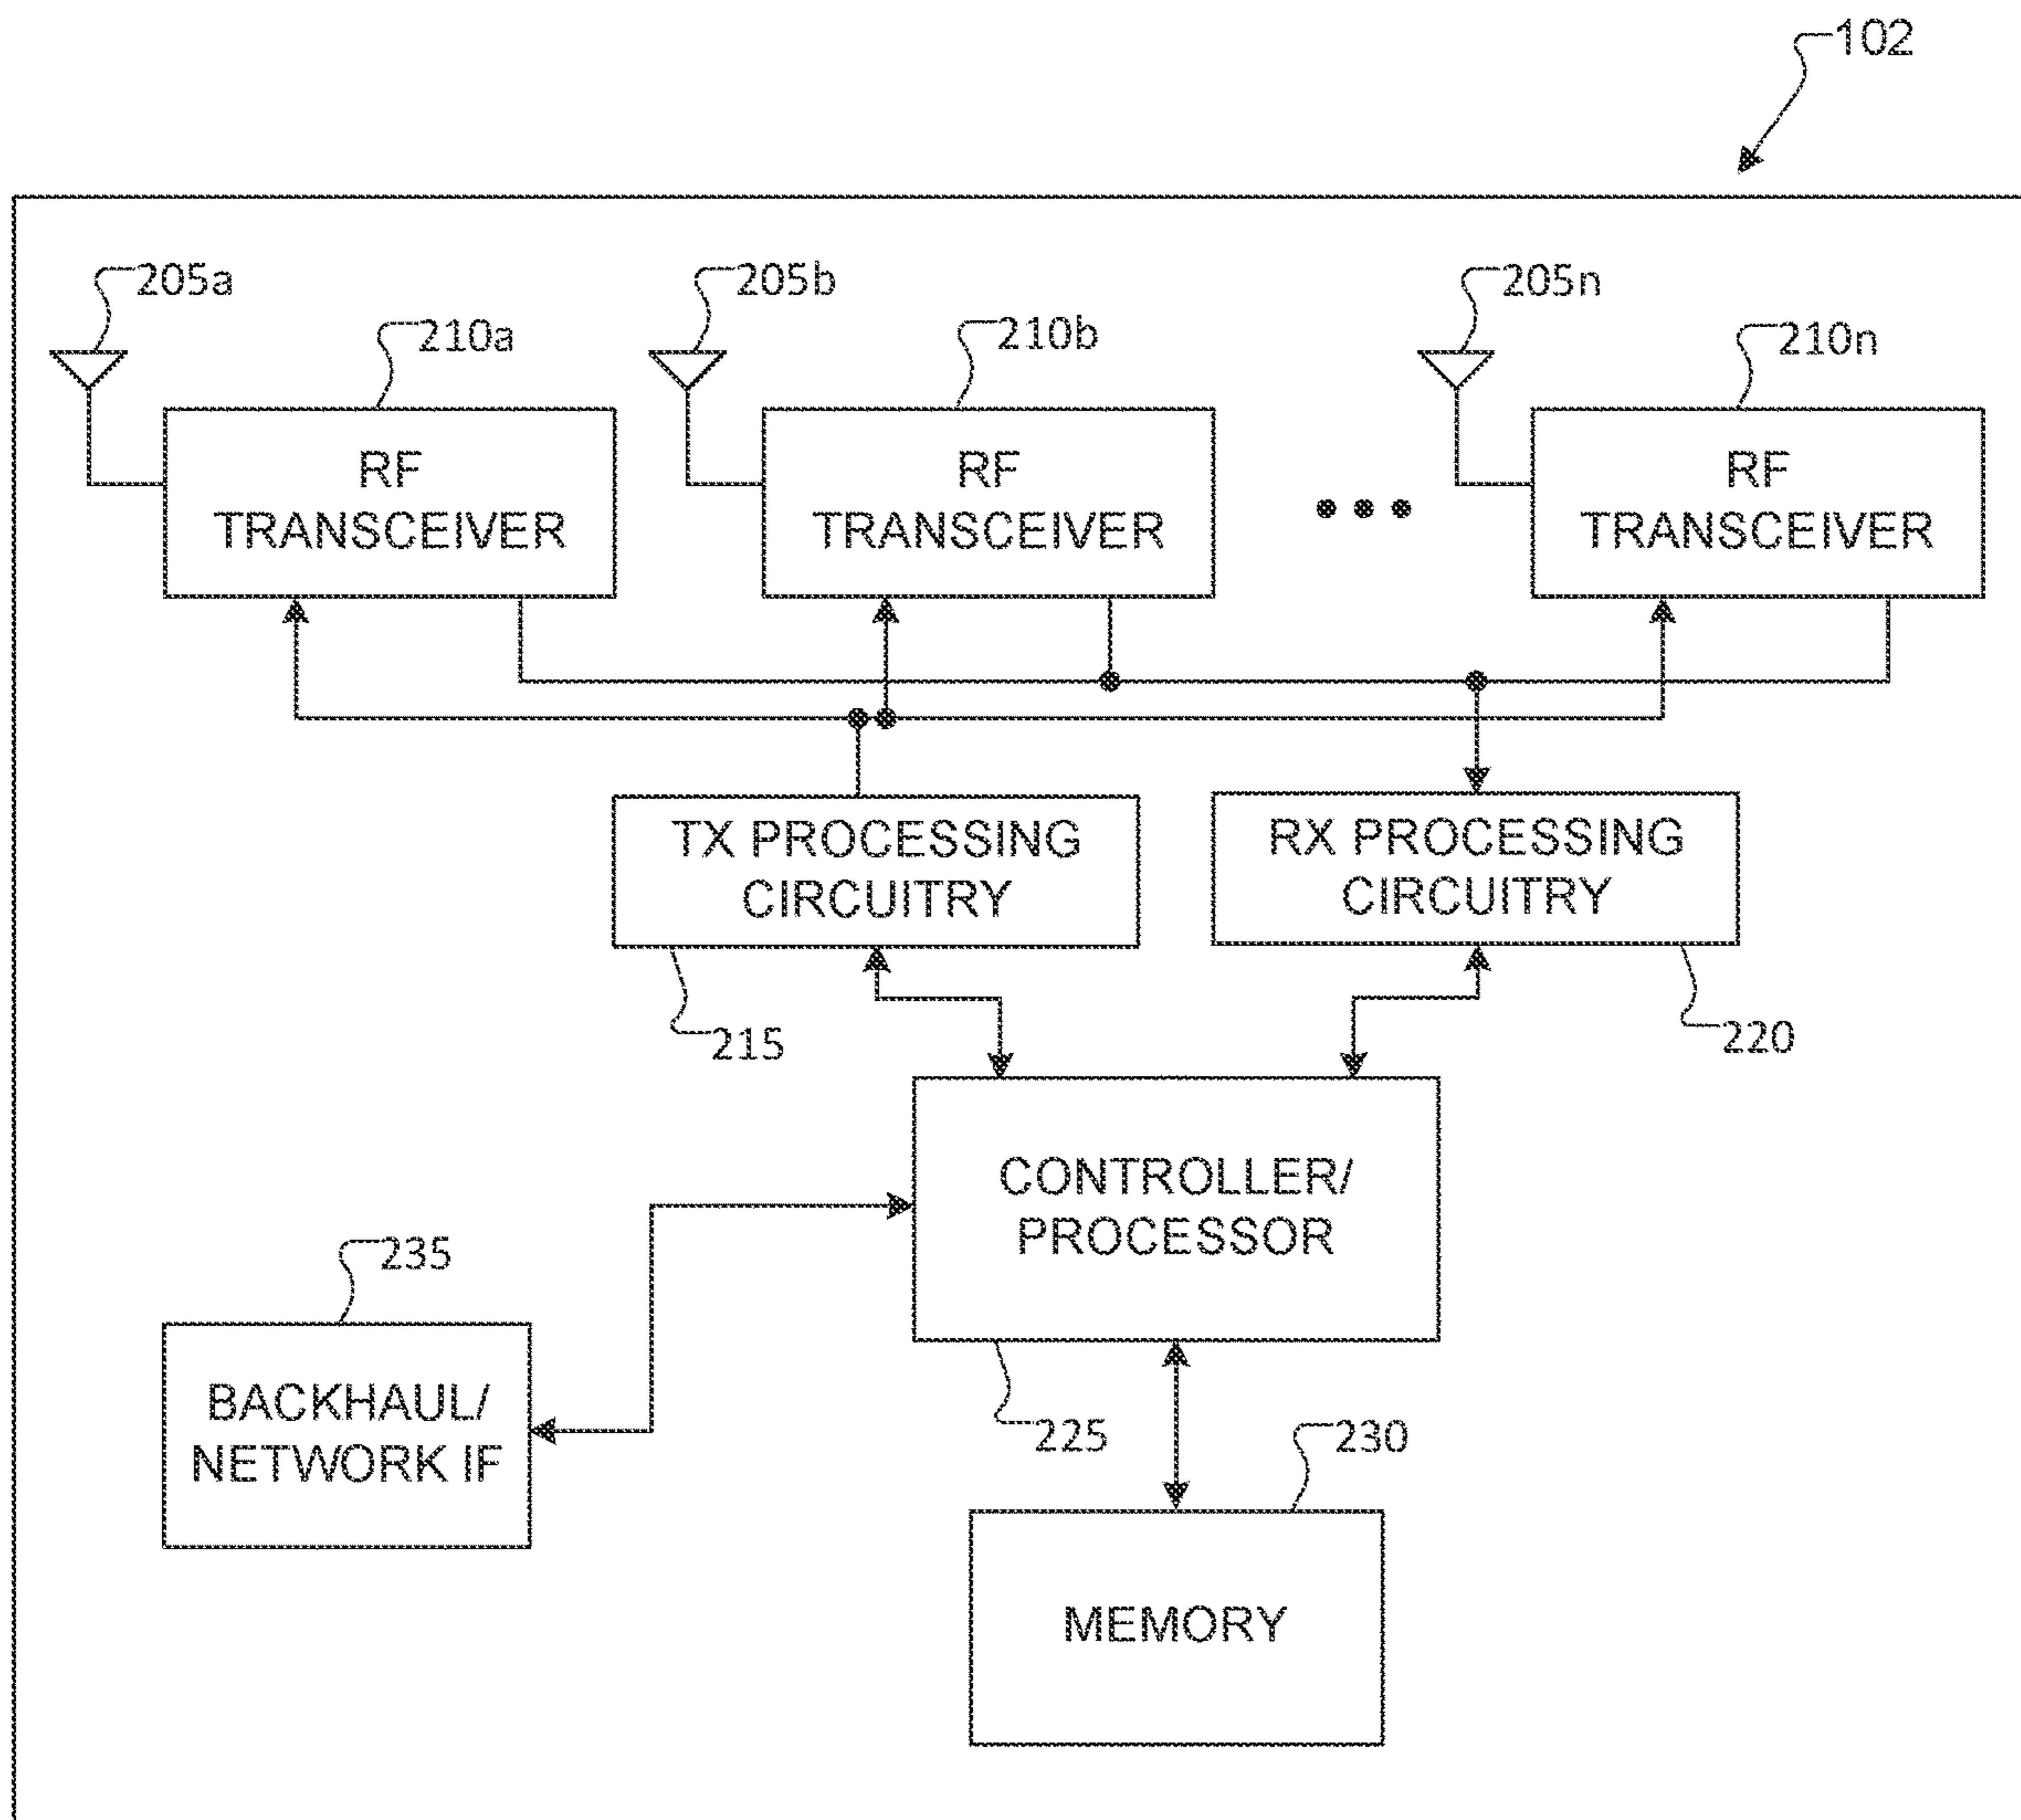 102
205a
205b
205n
210a
210b
210n
RF
TRANSCEIVER
RF
TRANSCEIVER
RF
TRANSCEIVER
TX PROCESSING
CIRCUITRY
RX PROCESSING
CIRCUITRY
215
220
CONTROLLER/
PROCESSOR
235
BACKHAUL/
NETWORK IF
225
230
MEMORY